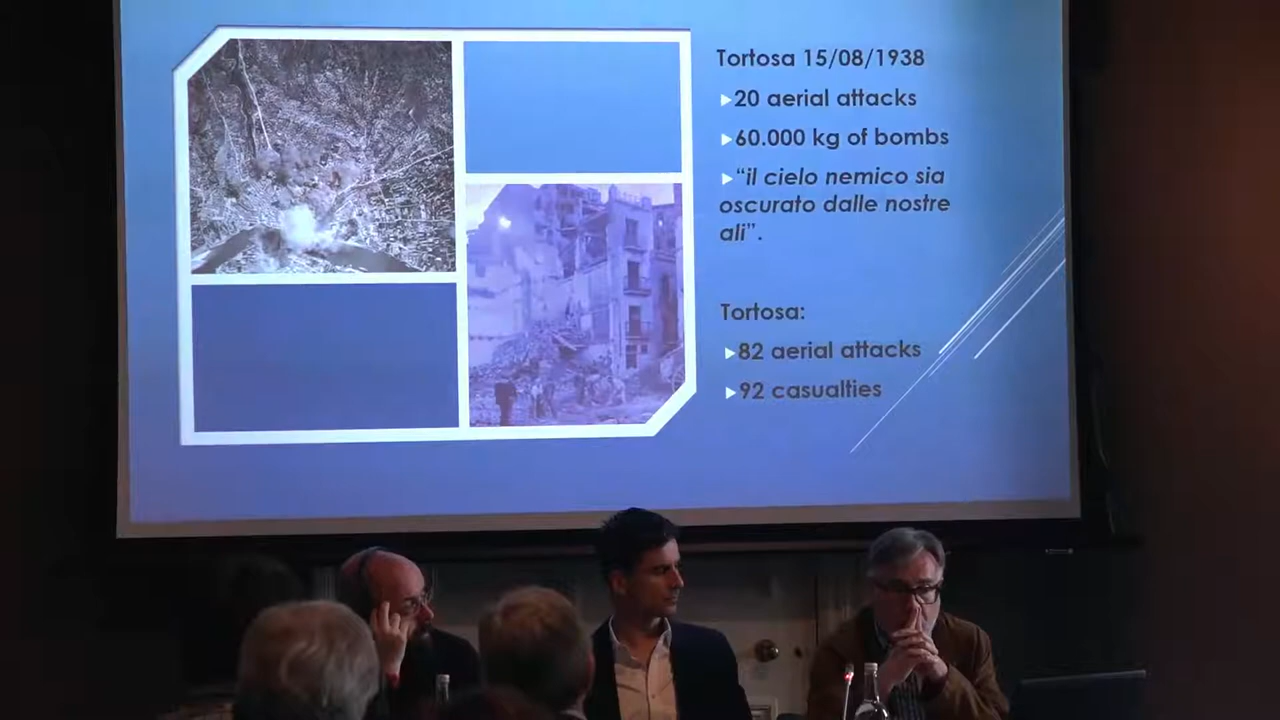 Tortosa 15/08/1938
20 aerial attacks
60.000 kg of bombs
“il cielo nemico sia
oscurato dalle nostre
ali”.
Tortosa:
82 aerial attacks
92 casualties